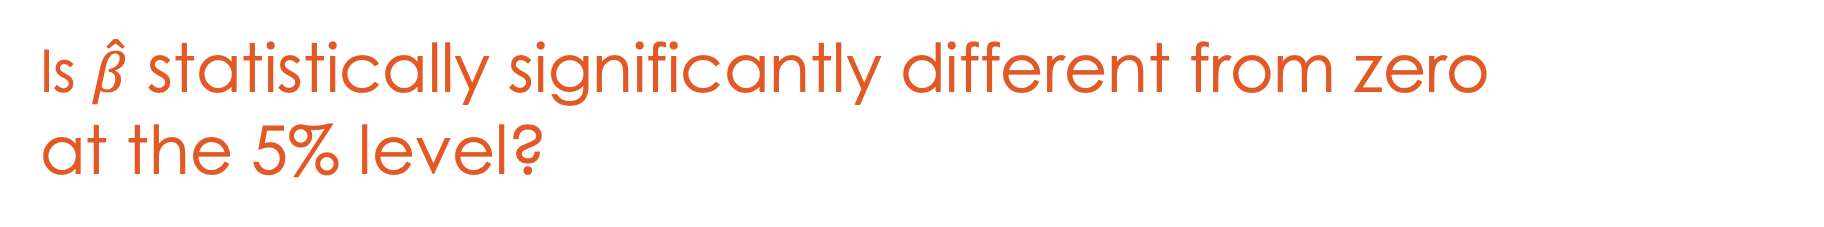 Is β̂ statistically significantly different from zero
at the 5% level?